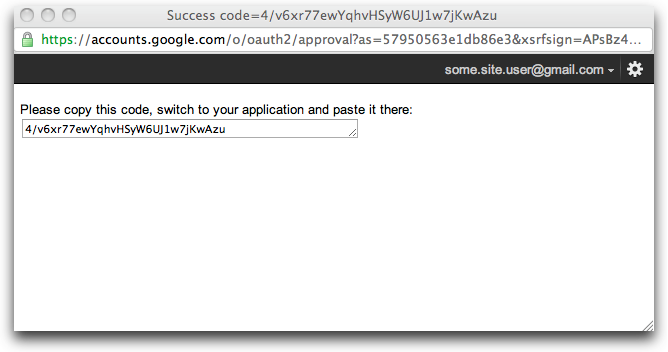 Success code=4/v6xr77ewYqhvHSyW6UJ1w7jKwAzu
https://accounts.google.com/o/oauth2/approval?as=57950563e1db86e3&xsrfsign=APsBz4...
some.site.user@gmail.com
Please copy this code, switch to your application and paste it there:
4/v6xr77ewYqhvHSyW6UJ1w7jKwAzu